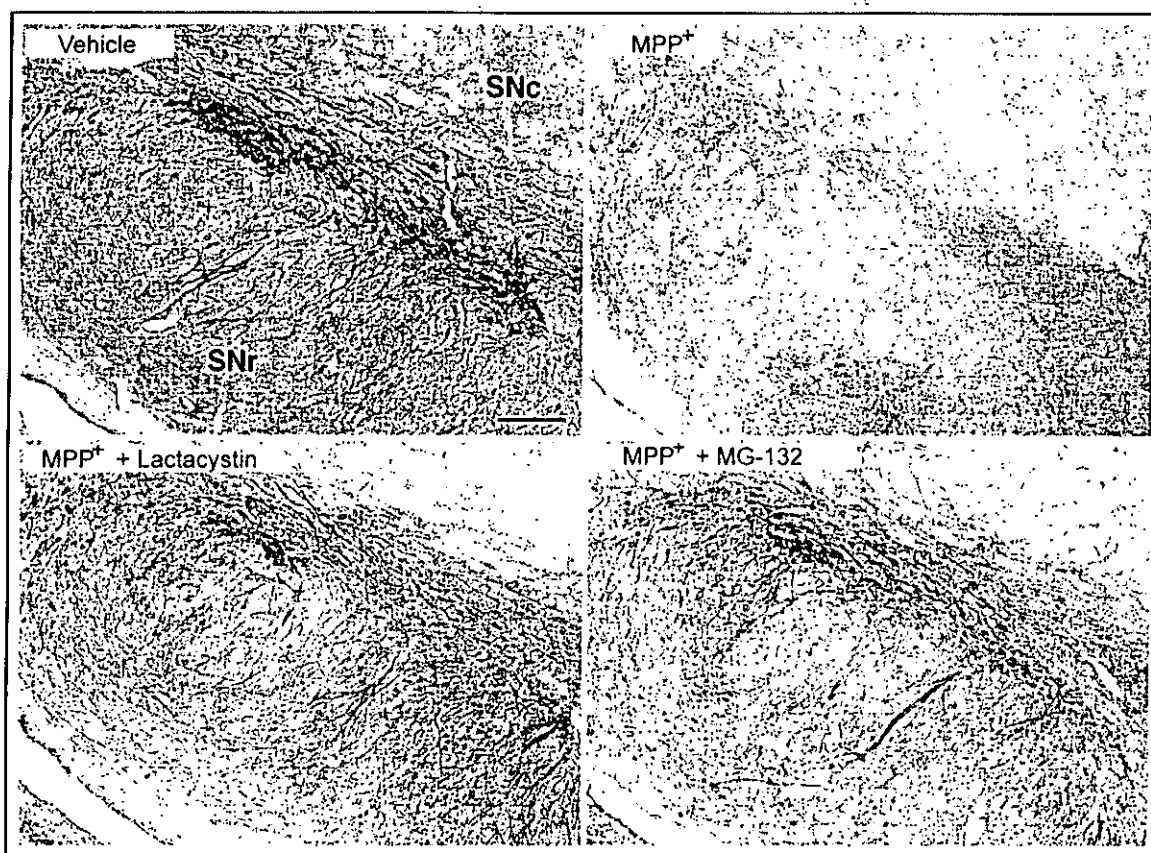 Vehicle
SNc
SNr
MPP+
MPP+ + Lactacystin
MPP+ + MG-132